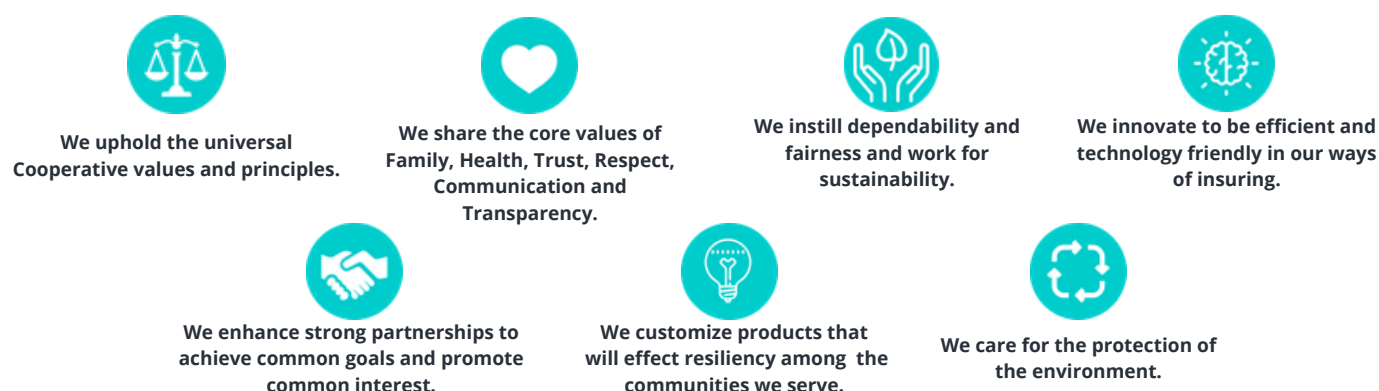 We uphold the universal
Cooperative values and principles.
We share the core values of
Family, Health, Trust, Respect,
Communication and
Transparency.
We instill dependability and
fairness and work for
sustainability.
We innovate to be efficient and
technology friendly in our ways
of insuring.
We enhance strong partnerships to
achieve common goals and promote
common interest.
We customize products that
will effect resiliency among  the
communities we serve.
We care for the protection of
the environment.